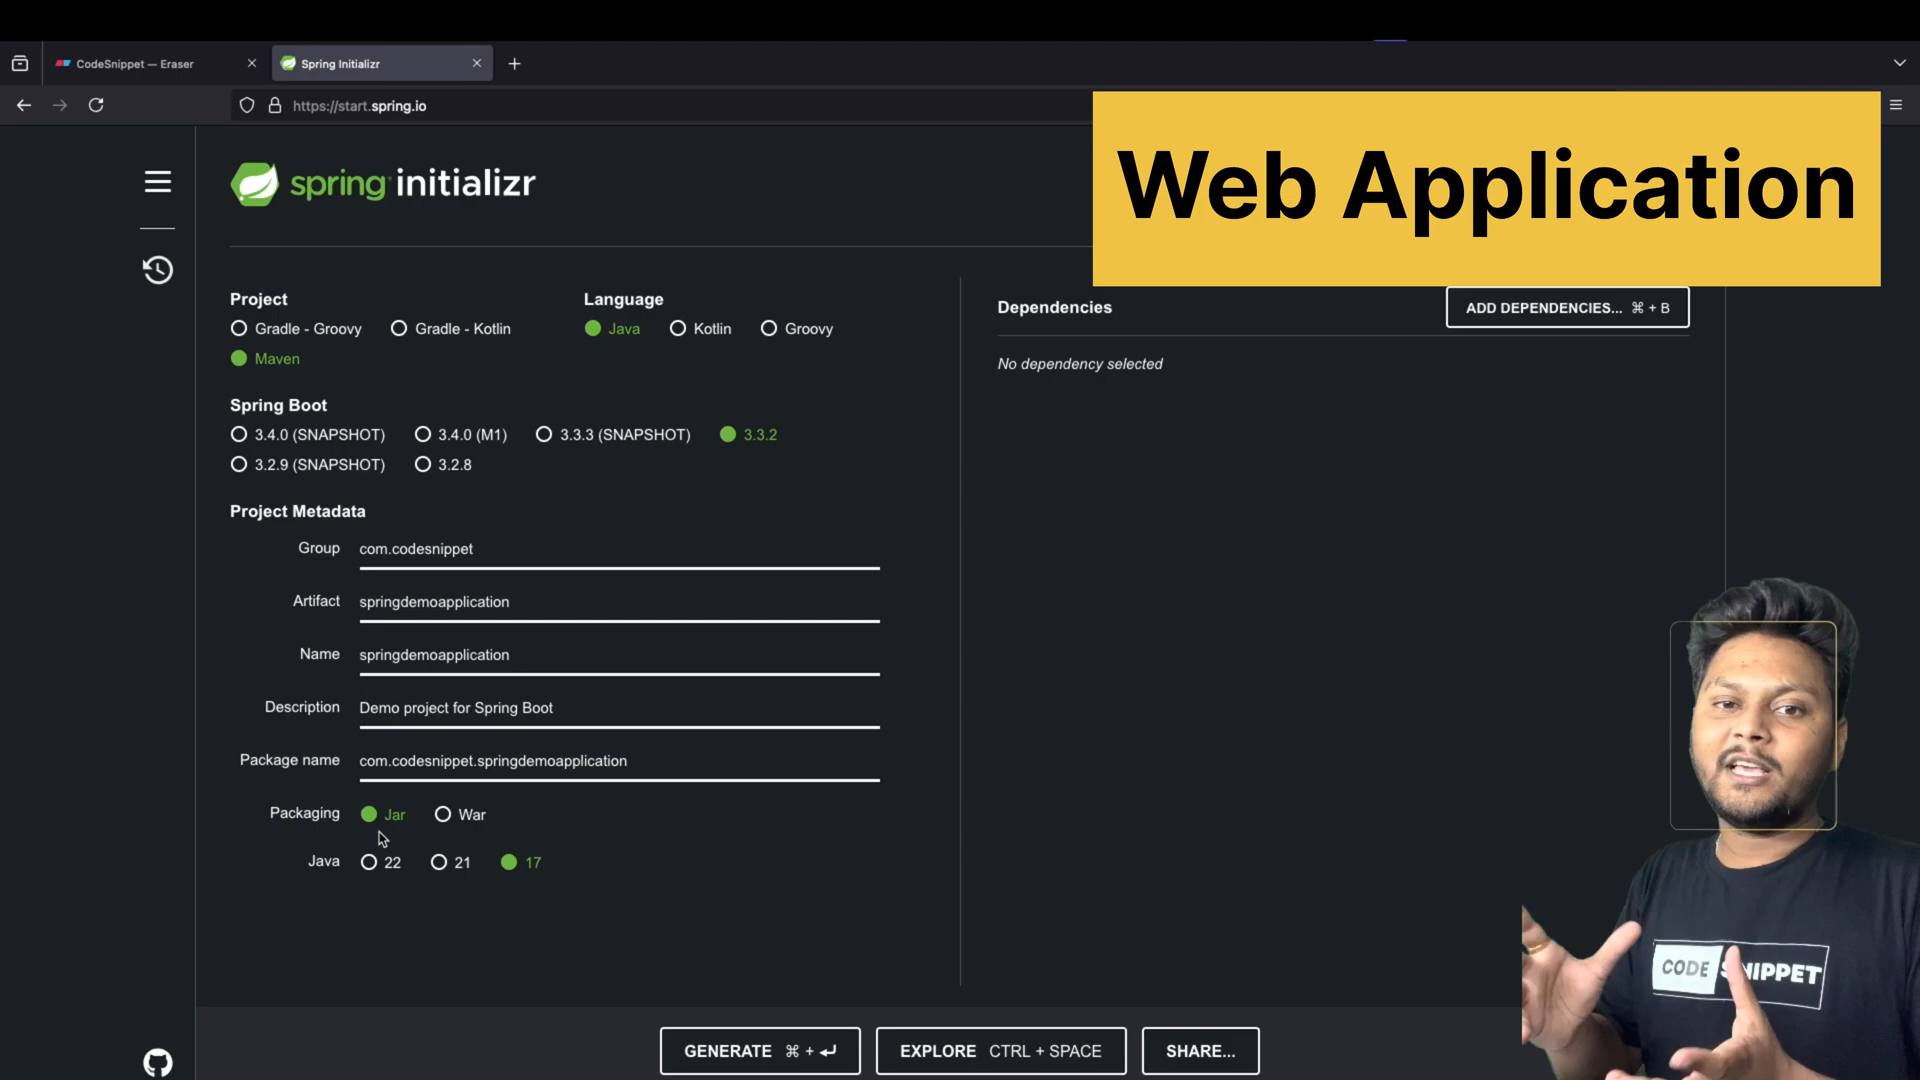 CodeSnippet — Eraser
Spring Initializr
https://start.spring.io
Web Application
spring initializr
Project
Gradle - Groovy
Gradle - Kotlin
Maven
Language
Java
Kotlin
Groovy
Dependencies
ADD DEPENDENCIES... ⌘ + B
No dependency selected
Spring Boot
3.4.0 (SNAPSHOT)
3.4.0 (M1)
3.3.3 (SNAPSHOT)
3.3.2
3.2.9 (SNAPSHOT)
3.2.8
Project Metadata
Group com.codesnippet
Artifact springdemoapplication
Name springdemoapplication
Description Demo project for Spring Boot
Package name com.codesnippet.springdemoapplication
Packaging Jar War
Java 22 21 17
CODE SNIPPET
GENERATE ⌘ + ↵
EXPLORE CTRL + SPACE
SHARE...